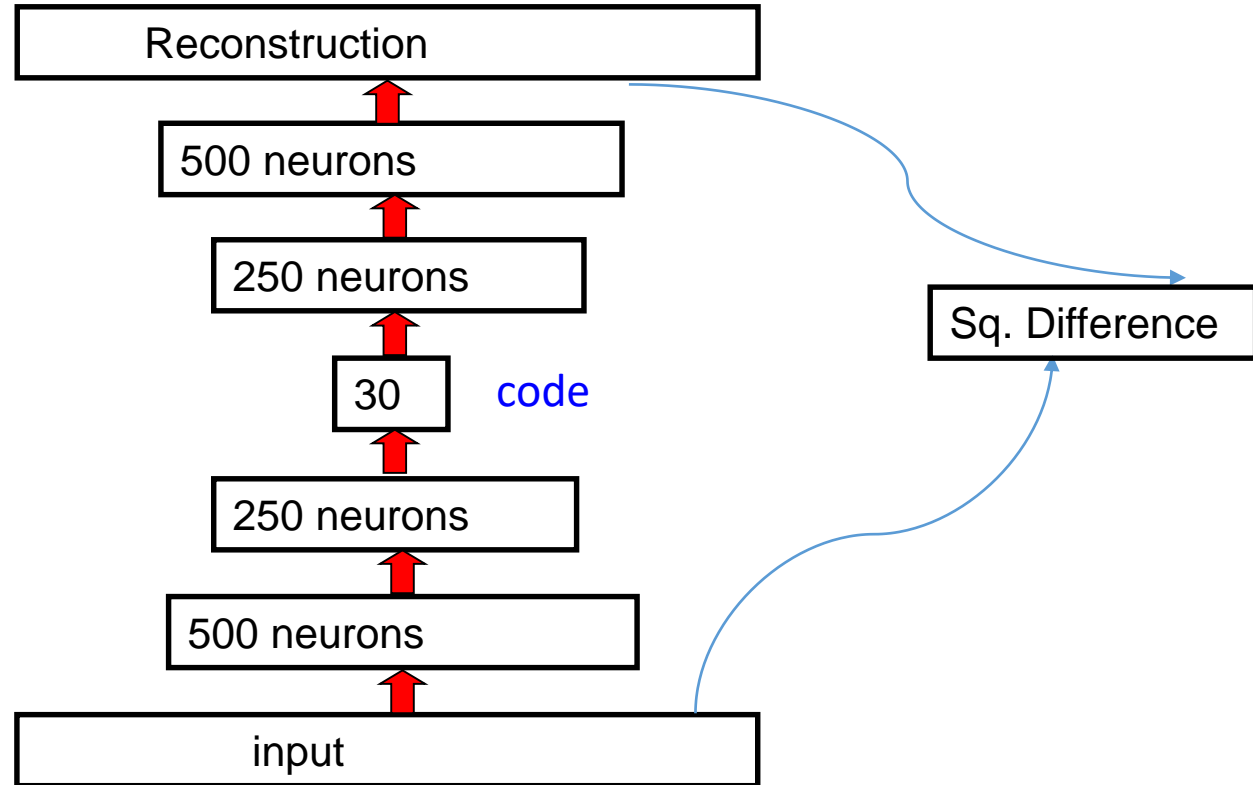 Reconstruction
500 neurons
250 neurons
Sq. Difference
30
code
250 neurons
500 neurons
input